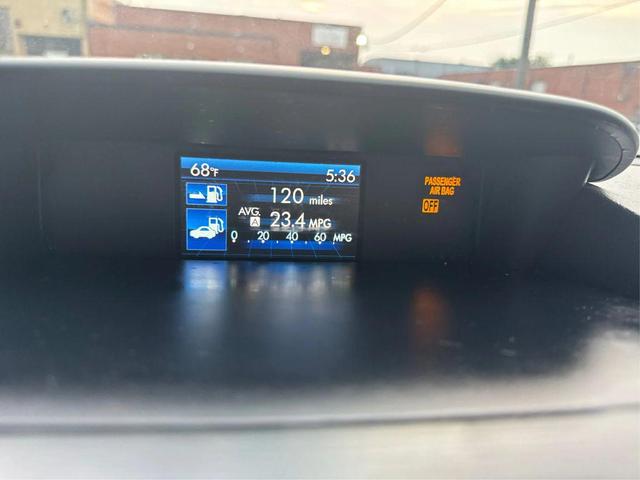 68°F 5:36
120 miles
AVG. A 23.4 MPG
0 20 40 60 MPG
PASSENGER
AIR BAG
OFF